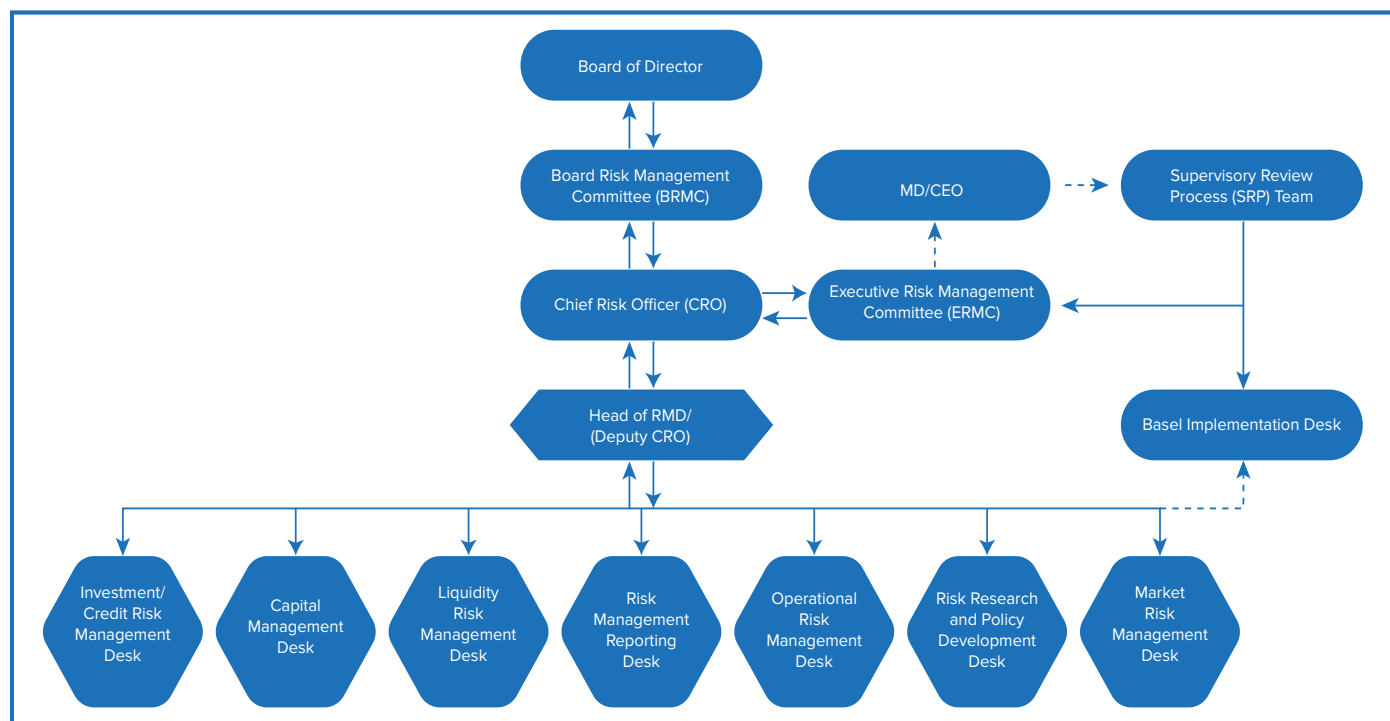 Board of Director
Board Risk Management
Committee (BRMC)
MD/CEO
Supervisory Review
Process (SRP) Team
Chief Risk Officer (CRO)
Executive Risk Management
Committee (ERMC)
Head of RMD/
(Deputy CRO)
Basel Implementation Desk
Investment/
Credit Risk
Management
Desk
Capital
Management
Desk
Liquidity
Risk
Management
Desk
Risk
Management
Reporting
Desk
Operational
Risk
Management
Desk
Risk Research
and Policy
Development
Desk
Market
Risk
Management
Desk